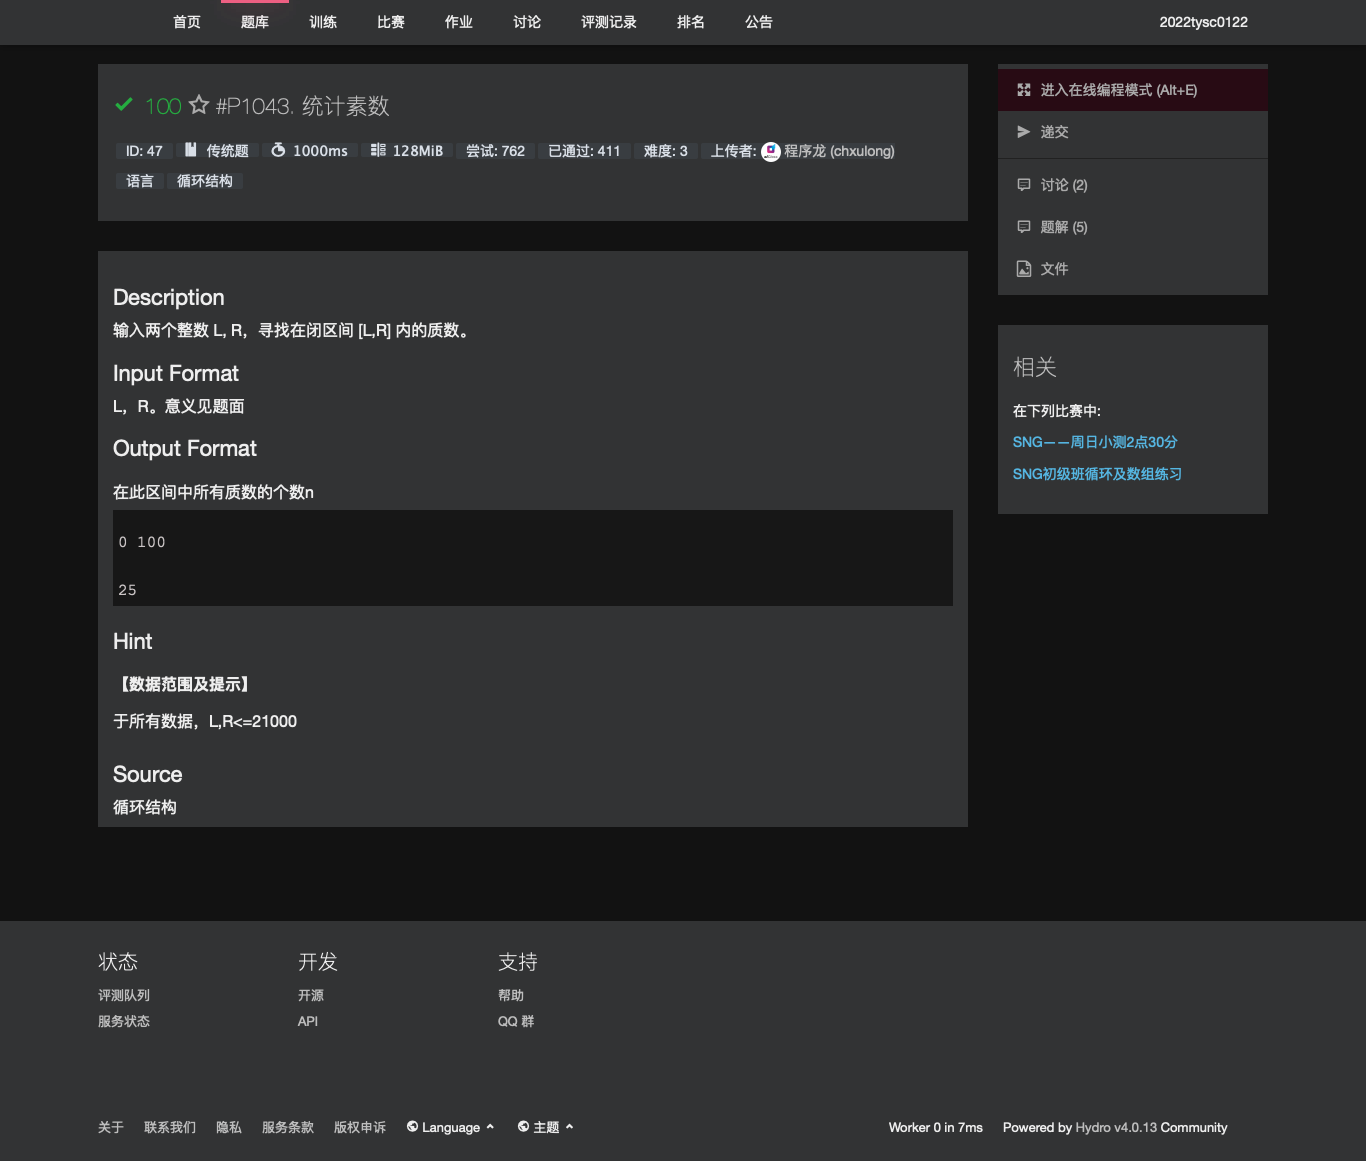 首页 题库 训练 比赛 作业 讨论 评测记录 排名 公告 2022tysc0122
100 #P1043. 统计素数
ID: 47 传统题 1000ms 128MiB 尝试: 762 已通过: 411 难度: 3 上传者: 程序龙 (chxulong)
语言 循环结构
Description
输入两个整数 L, R，寻找在闭区间 [L,R] 内的质数。
Input Format
L，R。意义见题面
Output Format
在此区间中所有质数的个数n
0 100
25
Hint
【数据范围及提示】
于所有数据，L,R<=21000
Source
循环结构
进入在线编程模式 (Alt+E)
递交
讨论 (2)
题解 (5)
文件
相关
在下列比赛中:
SNG——周日小测2点30分
SNG初级班循环及数组练习
状态 开发 支持
评测队列 开源 帮助
服务状态 API QQ 群
关于 联系我们 隐私 服务条款 版权申诉 Language 主题 Worker 0 in 7ms Powered by Hydro v4.0.13 Community